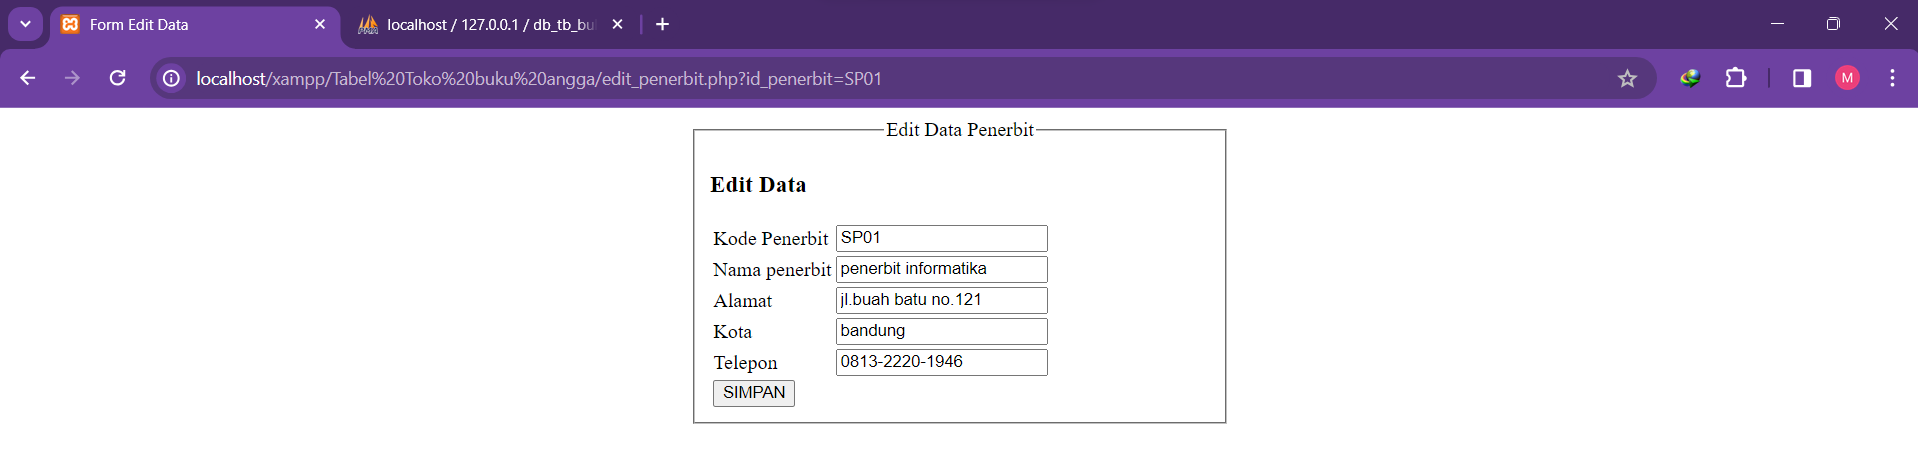 Form Edit Data
localhost / 127.0.0.1 / db_tb_bu
localhost/xampp/Tabel%20Toko%20buku%20angga/edit_penerbit.php?id_penerbit=SP01
M
Edit Data Penerbit
Edit Data
Kode Penerbit SP01
Nama penerbit penerbit informatika
Alamat jl.buah batu no.121
Kota bandung
Telepon 0813-2220-1946
SIMPAN